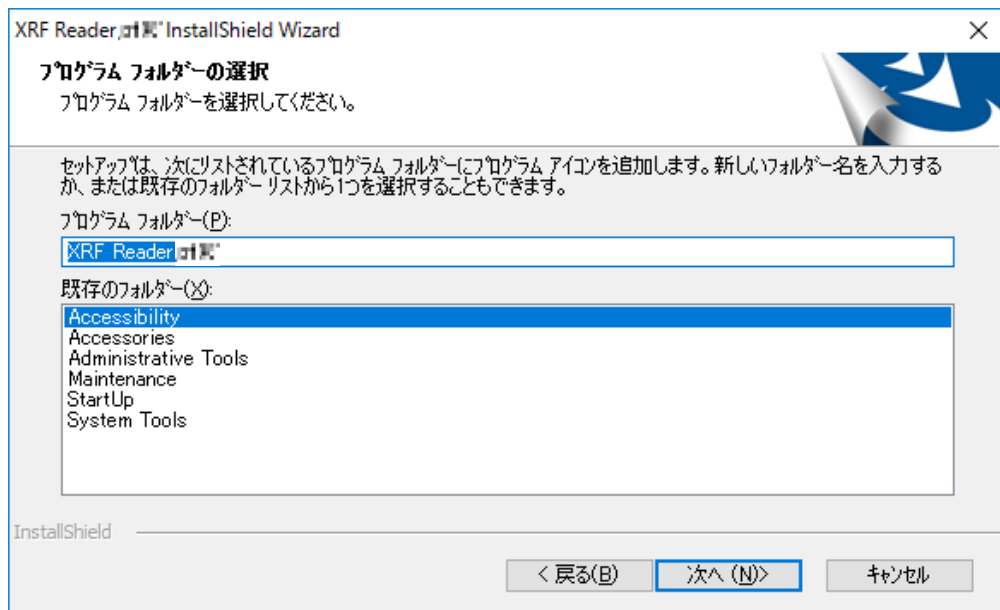 XRF Reader InstallShield Wizard
プログラム フォルダーの選択
プログラム フォルダーを選択してください。
セットアップは、次にリストされているプログラム フォルダーにプログラム アイコンを追加します。新しいフォルダー名を入力する
か、または既存のフォルダー リストから1つを選択することもできます。
プログラム フォルダー(P):
XRF Reader
既存のフォルダー(X):
Accessibility
Accessories
Administrative Tools
Maintenance
StartUp
System Tools
InstallShield
< 戻る(B)
次へ (N)>
キャンセル